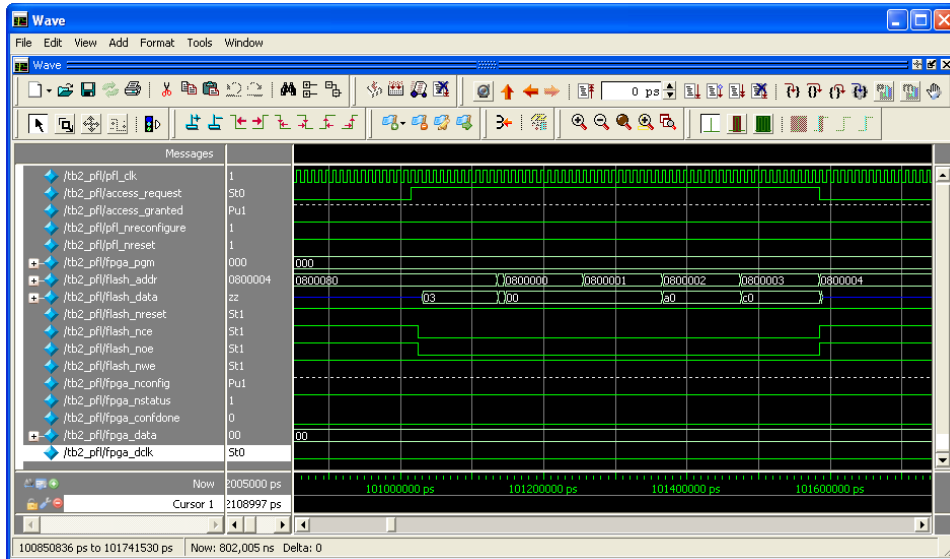 Wave
File Edit View Add Format Tools Window
Wave
0 ps
Messages
/tb2_pfl/pfl_clk 1
/tb2_pfl/access_request St0
/tb2_pfl/access_granted Pu1
/tb2_pfl/pfl_nreconfigure 1
/tb2_pfl/pfl_nreset 1
/tb2_pfl/fpga_pgm 000 000
/tb2_pfl/flash_addr 0800004 0800080 0800000 0800001 0800002 0800003 0800004
/tb2_pfl/flash_data zz 03 00 a0 c0
/tb2_pfl/flash_nreset St1
/tb2_pfl/flash_nce St1
/tb2_pfl/flash_noe St1
/tb2_pfl/flash_nwe St1
/tb2_pfl/fpga_nconfig Pu1
/tb2_pfl/fpga_nstatus 1
/tb2_pfl/fpga_confdone 0
/tb2_pfl/fpga_data 00 00
/tb2_pfl/fpga_dclk St0
Now 2005000 ps 101000000 ps 101200000 ps 101400000 ps 101600000 ps
Cursor 1 2108997 ps
100850836 ps to 101741530 ps Now: 802,005 ns Delta: 0